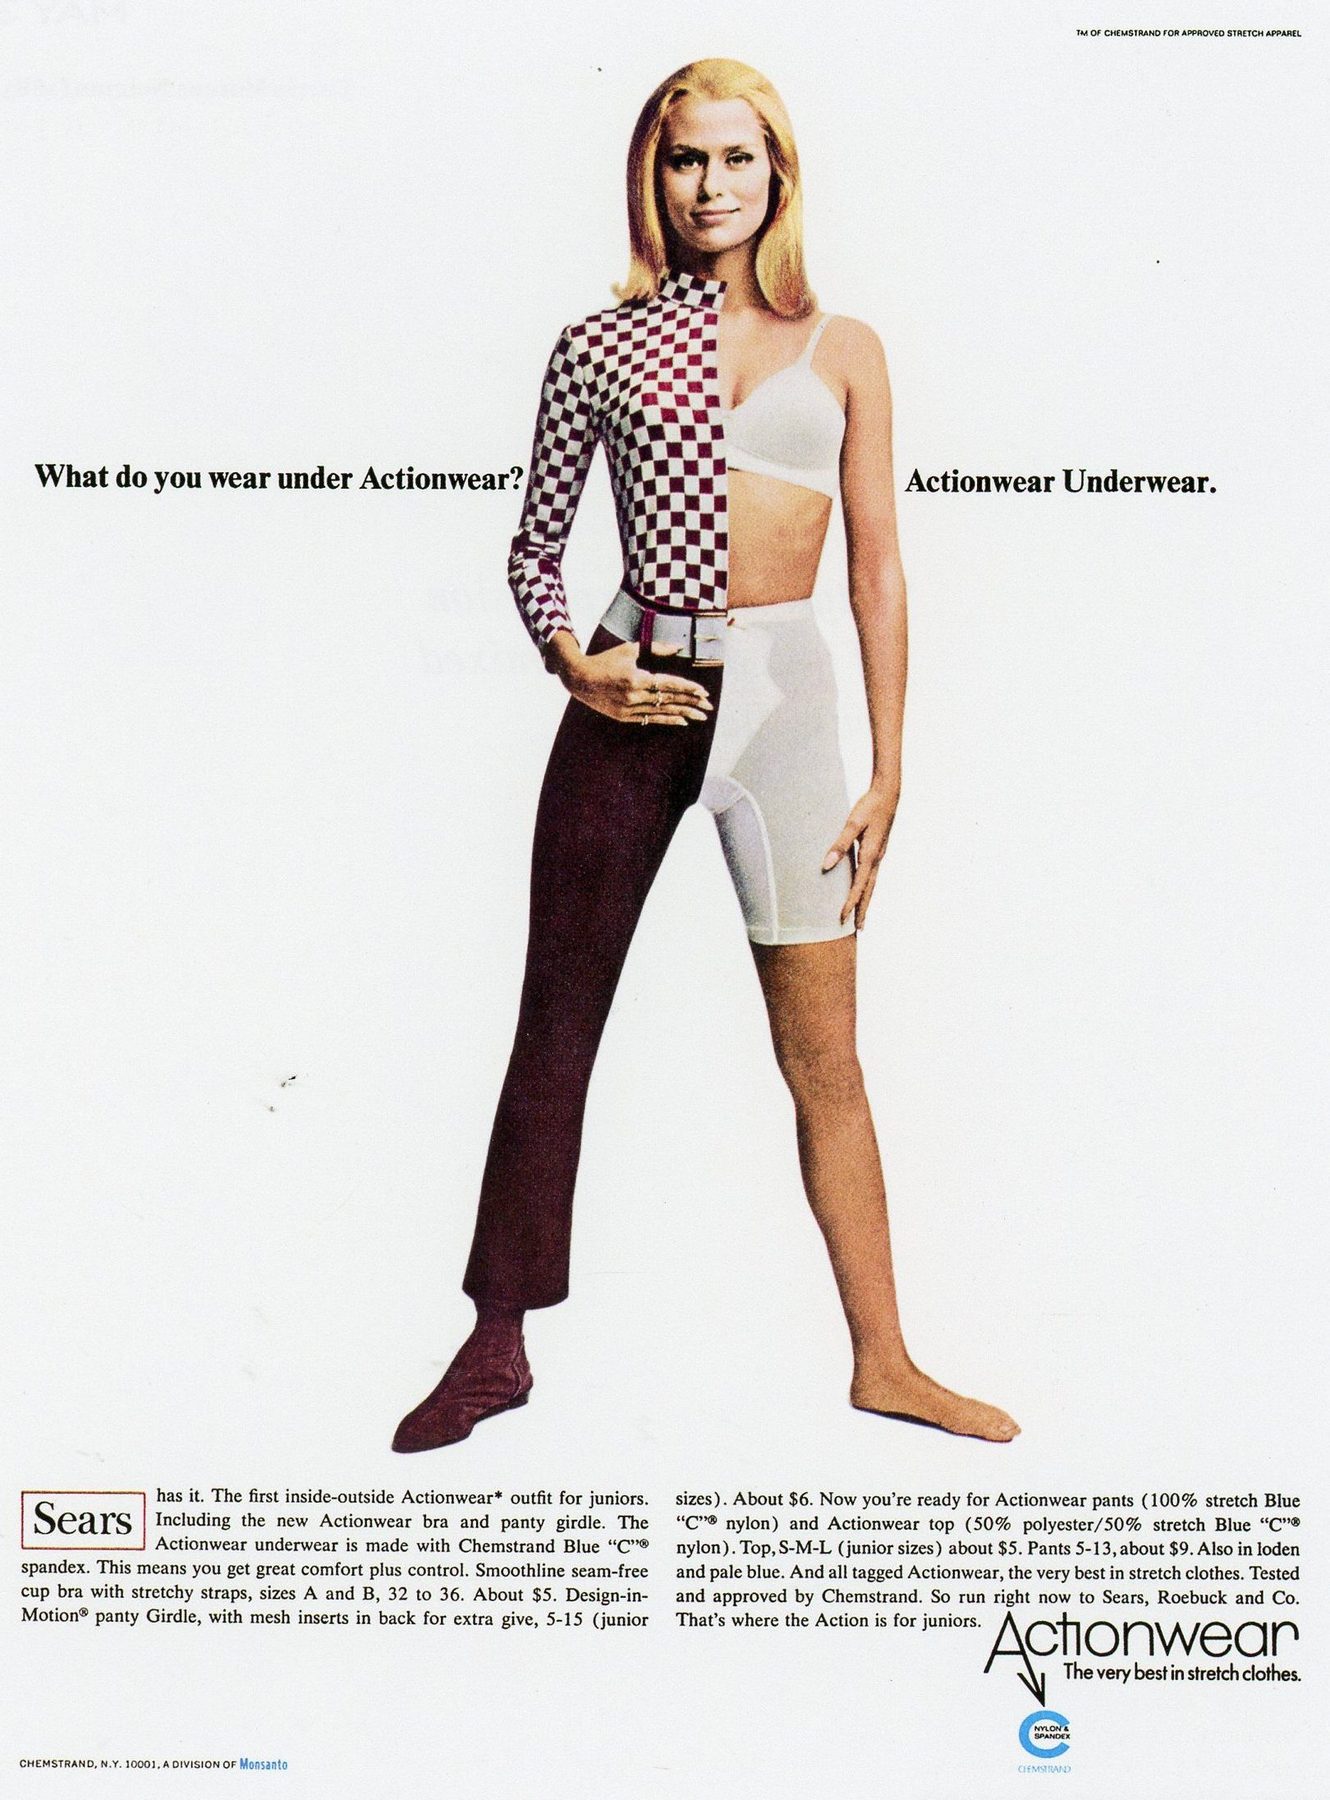 TM OF CHEMSTRAND FOR APPROVED STRETCH APPAREL
What do you wear under Actionwear?
Actionwear Underwear.
Sears
has it. The first inside-outside Actionwear* outfit for juniors.
Including the new Actionwear bra and panty girdle. The
Actionwear underwear is made with Chemstrand Blue “C”®
spandex. This means you get great comfort plus control. Smoothline seam-free
cup bra with stretchy straps, sizes A and B, 32 to 36. About $5. Design-in-
Motion® panty Girdle, with mesh inserts in back for extra give, 5-15 (junior
sizes). About $6. Now you're ready for Actionwear pants (100% stretch Blue
“C”® nylon) and Actionwear top (50% polyester/50% stretch Blue “C”®
nylon). Top, S-M-L (junior sizes) about $5. Pants 5-13, about $9. Also in loden
and pale blue. And all tagged Actionwear, the very best in stretch clothes. Tested
and approved by Chemstrand. So run right now to Sears, Roebuck and Co.
That's where the Action is for juniors.
Actionwear
The very best in stretch clothes.
NYLON &
SPANDEX
CHEMSTRAND
CHEMSTRAND, N.Y. 10001, A DIVISION OF Monsanto